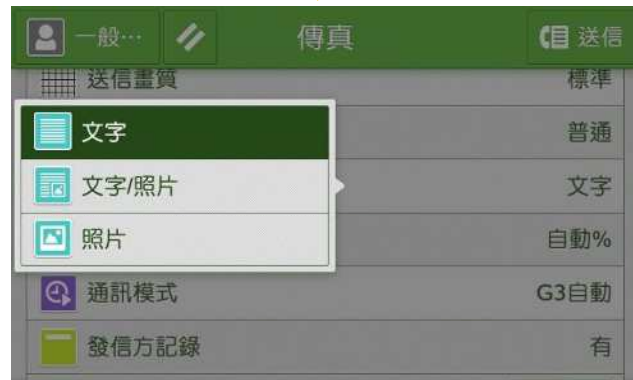 一般… 傳真 送信
送信畫質 標準
文字 普通
文字/照片 文字
照片 自動%
通訊模式 G3自動
發信方記錄 有